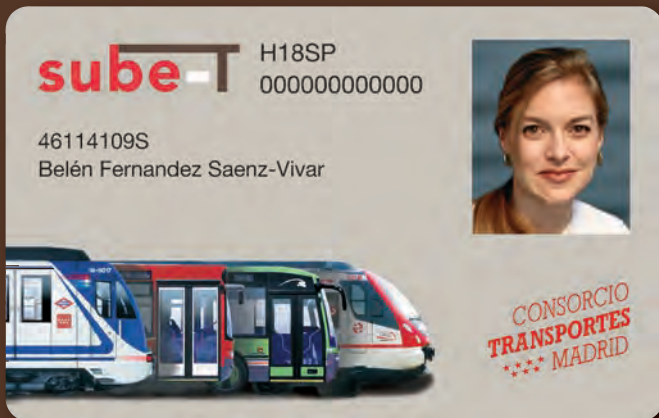 sube-T
H18SP
000000000000
46114109S
Belén Fernandez Saenz-Vivar
CONSORCIO
TRANSPORTES
MADRID